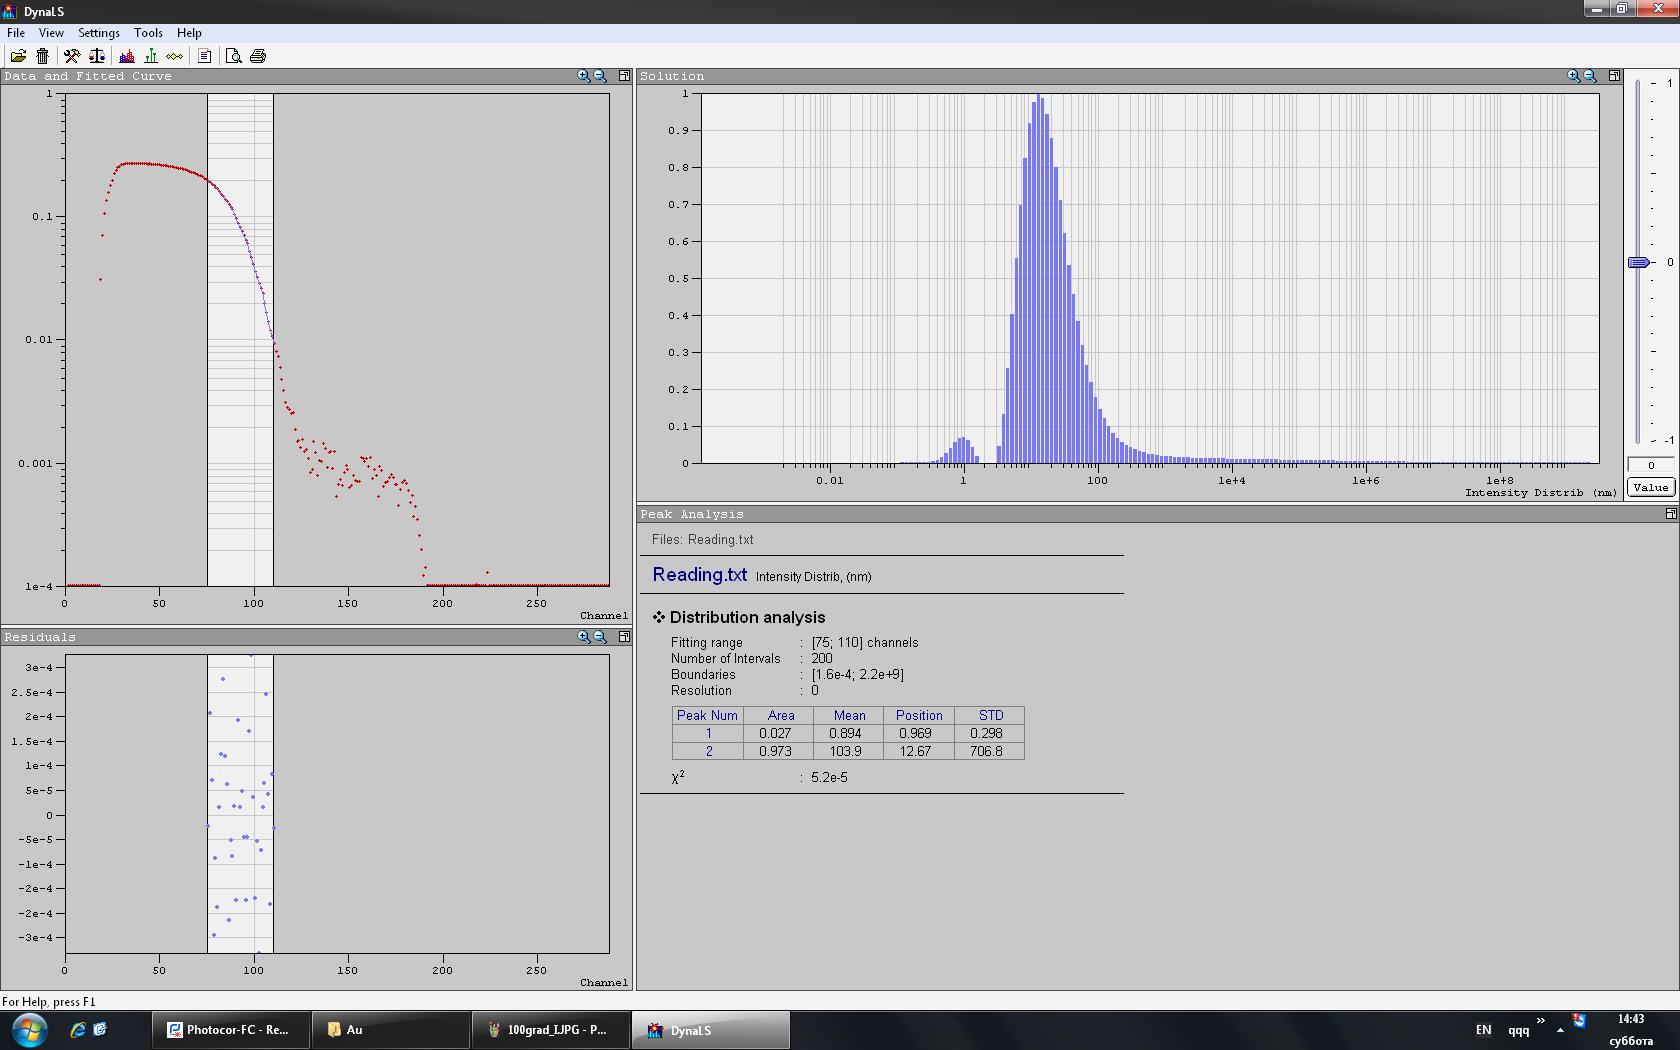 DynaLS
File View Settings Tools Help
Data and Fitted Curve
1
0.1
0.01
0.001
1e-4
0 50 100 150 200 250
Channel
Residuals
3e-4
2.5e-4
2e-4
1.5e-4
1e-4
5e-5
0
-5e-5
-1e-4
-2e-4
-2e-4
-3e-4
0 50 100 150 200 250
Channel
Solution
1
0.9
0.8
0.7
0.6
0.5
0.4
0.3
0.2
0.1
0
0.01 1 100 1e+4 1e+6 1e+8
Intensity Distrib (nm)
1
0
-1
0
Value
Peak Analysis
Files: Reading.txt
Reading.txt Intensity Distrib, (nm)
Distribution analysis
Fitting range : [75; 110] channels
Number of Intervals : 200
Boundaries : [1.6e-4; 2.2e+9]
Resolution : 0
Peak Num Area Mean Position STD
1 0.027 0.894 0.969 0.298
2 0.973 103.9 12.67 706.8
χ² : 5.2e-5
For Help, press F1
Photocor-FC - Re...
Au
100grad_I.JPG - P...
DynaLS
EN qqq »
14:43
суббота